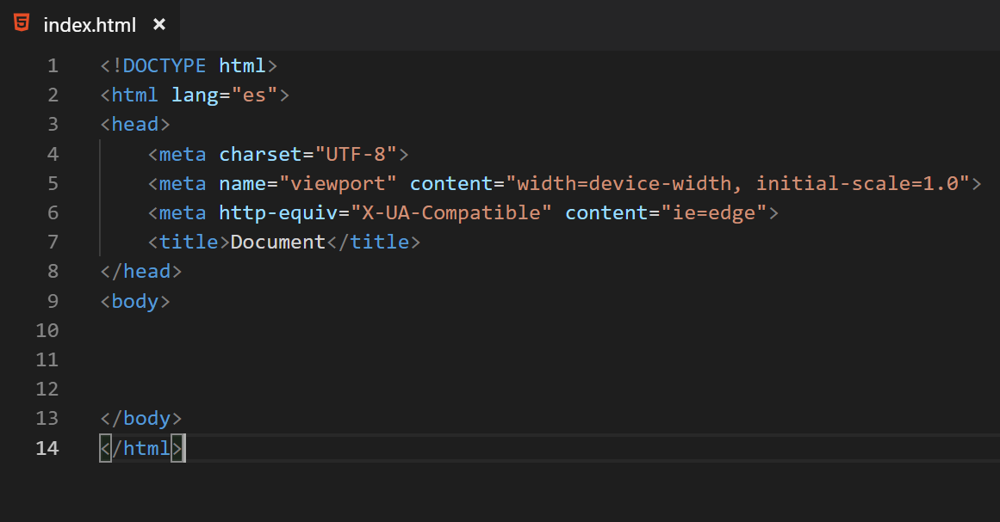 index.html ×
1 <!DOCTYPE html>
2 <html lang="es">
3 <head>
4     <meta charset="UTF-8">
5     <meta name="viewport" content="width=device-width, initial-scale=1.0">
6     <meta http-equiv="X-UA-Compatible" content="ie=edge">
7     <title>Document</title>
8 </head>
9 <body>
10
11
12
13 </body>
14 </html>